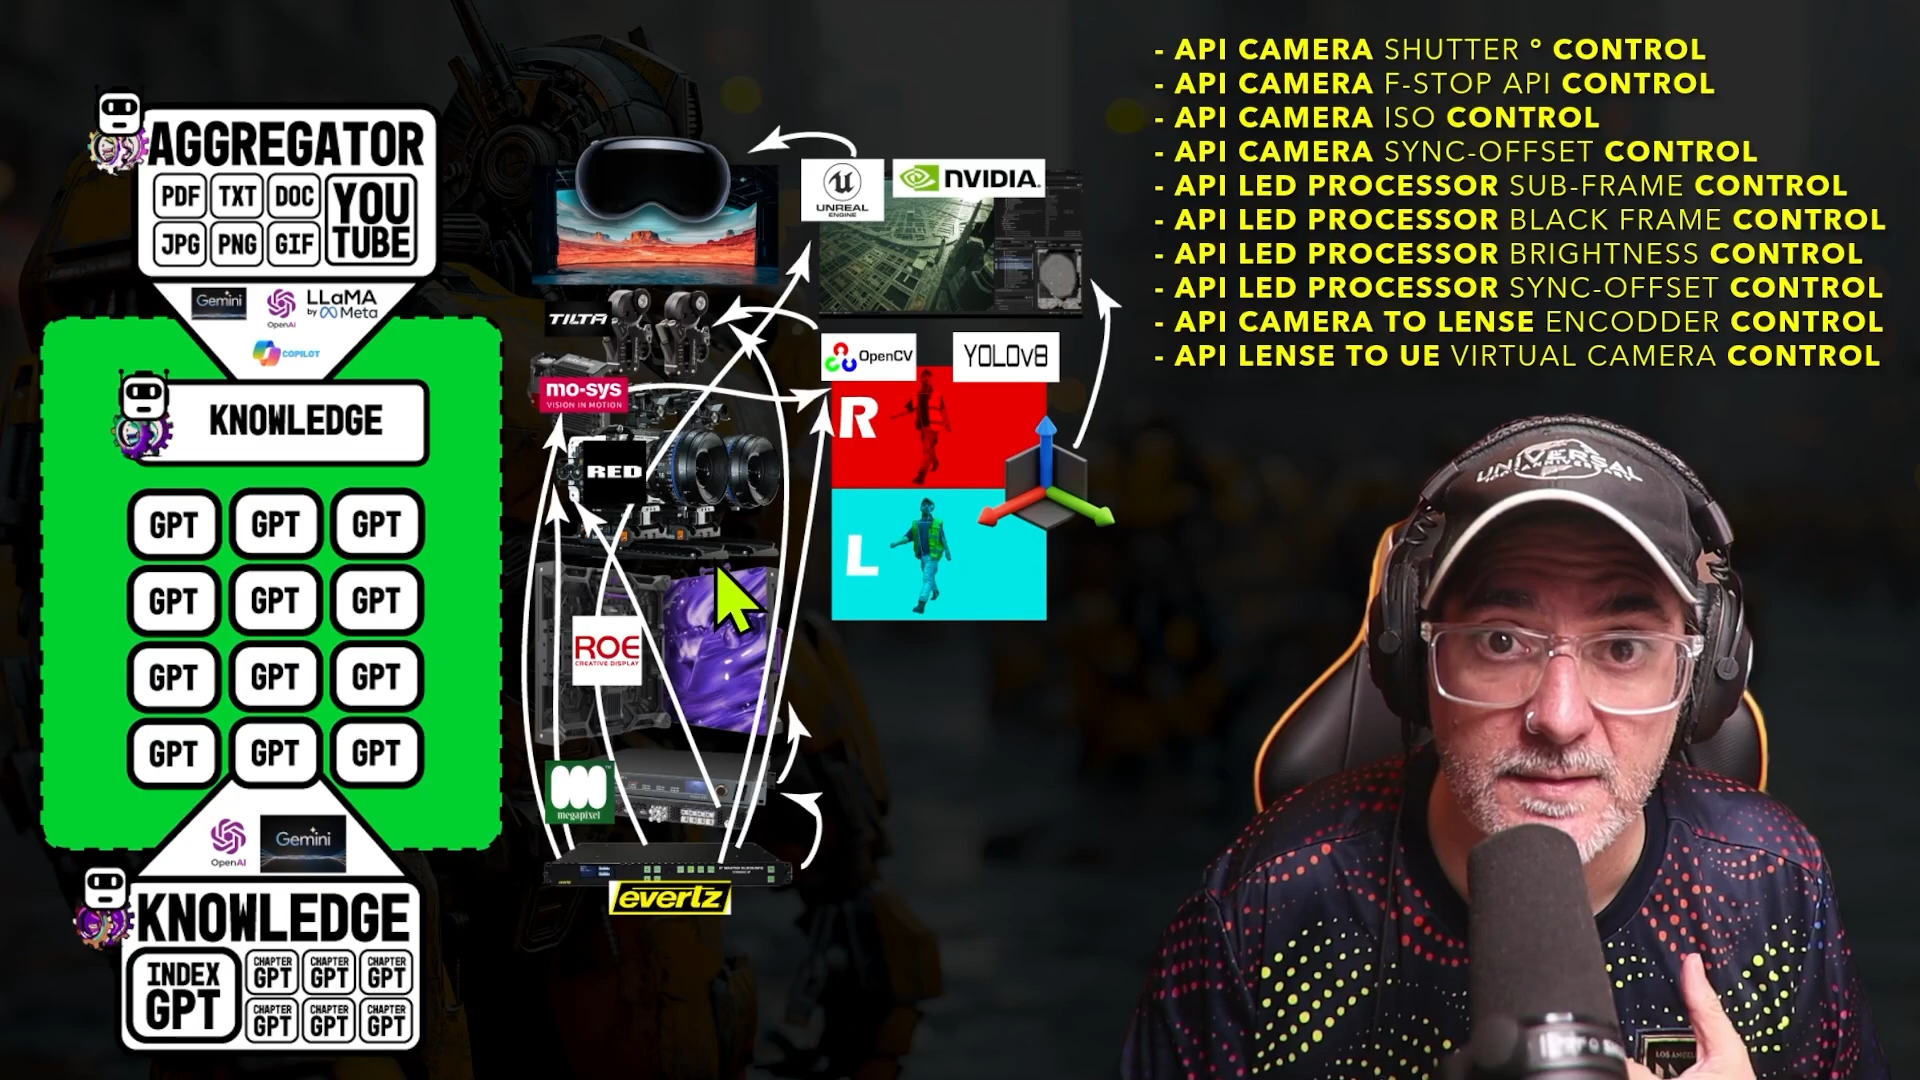 AGGREGATOR
PDF TXT DOC
JPG PNG GIF
YOU
TUBE
Gemini
OpenAI
LLaMA
by Meta
COPILOT
KNOWLEDGE
GPT GPT GPT
GPT GPT GPT
GPT GPT GPT
GPT GPT GPT
OpenAI
Gemini
KNOWLEDGE
INDEX
GPT
CHAPTER
GPT
CHAPTER
GPT
CHAPTER
GPT
CHAPTER
GPT
CHAPTER
GPT
CHAPTER
GPT
UNREAL
ENGINE
NVIDIA.
TILTA
OpenCV
YOLOv8
mo-sys
VISION IN MOTION
R
RED
L
ROE
CREATIVE DISPLAY
megapixel
TM
evertz
- API CAMERA SHUTTER ° CONTROL
- API CAMERA F-STOP API CONTROL
- API CAMERA ISO CONTROL
- API CAMERA SYNC-OFFSET CONTROL
- API LED PROCESSOR SUB-FRAME CONTROL
- API LED PROCESSOR BLACK FRAME CONTROL
- API LED PROCESSOR BRIGHTNESS CONTROL
- API LED PROCESSOR SYNC-OFFSET CONTROL
- API CAMERA TO LENSE ENCODDER CONTROL
- API LENSE TO UE VIRTUAL CAMERA CONTROL
UNIVERSAL
LOS ANGEL